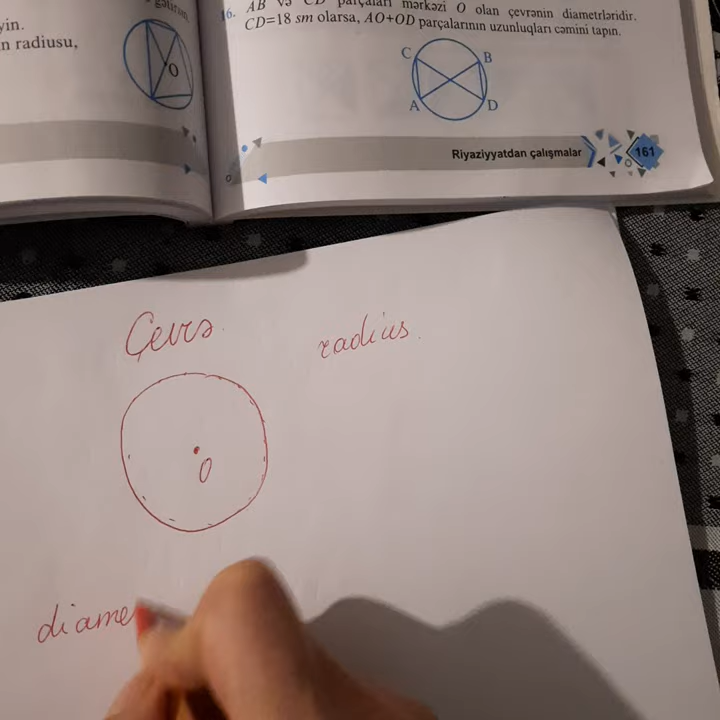 yin.
n radiusu,
O
16. AB və CD parçaları mərkəzi O olan çevrənin diametrləridir.
CD=18 sm olarsa, AO+OD parçalarının uzunluqları cəmini tapın.
C B
A D
Riyaziyyatdan çalışmalar 161
Çevrə radius.
O
diame